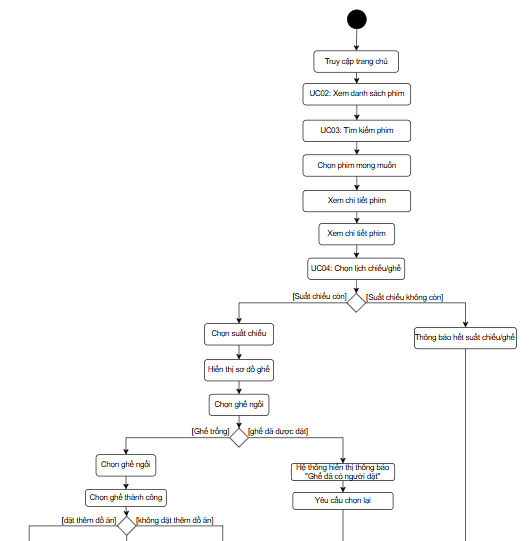 Truy cập trang chủ
UC02: Xem danh sách phim
UC03: Tìm kiếm phim
Chọn phim mong muốn
Xem chi tiết phim
Xem chi tiết phim
UC04: Chọn lịch chiếu/ghế
[Suất chiếu còn]
[Suất chiếu không còn]
Chọn suất chiếu
Thông báo hết suất chiếu/ghế
Hiển thị sơ đồ ghế
Chọn ghế ngồi
[Ghế trống]
[ghế đã được đặt]
Chọn ghế ngồi
Hệ thống hiển thị thông báo
"Ghế đã có người đặt"
Chọn ghế thành công
Yêu cầu chọn lại
[đặt thêm đồ ăn]
[không đặt thêm đồ ăn]